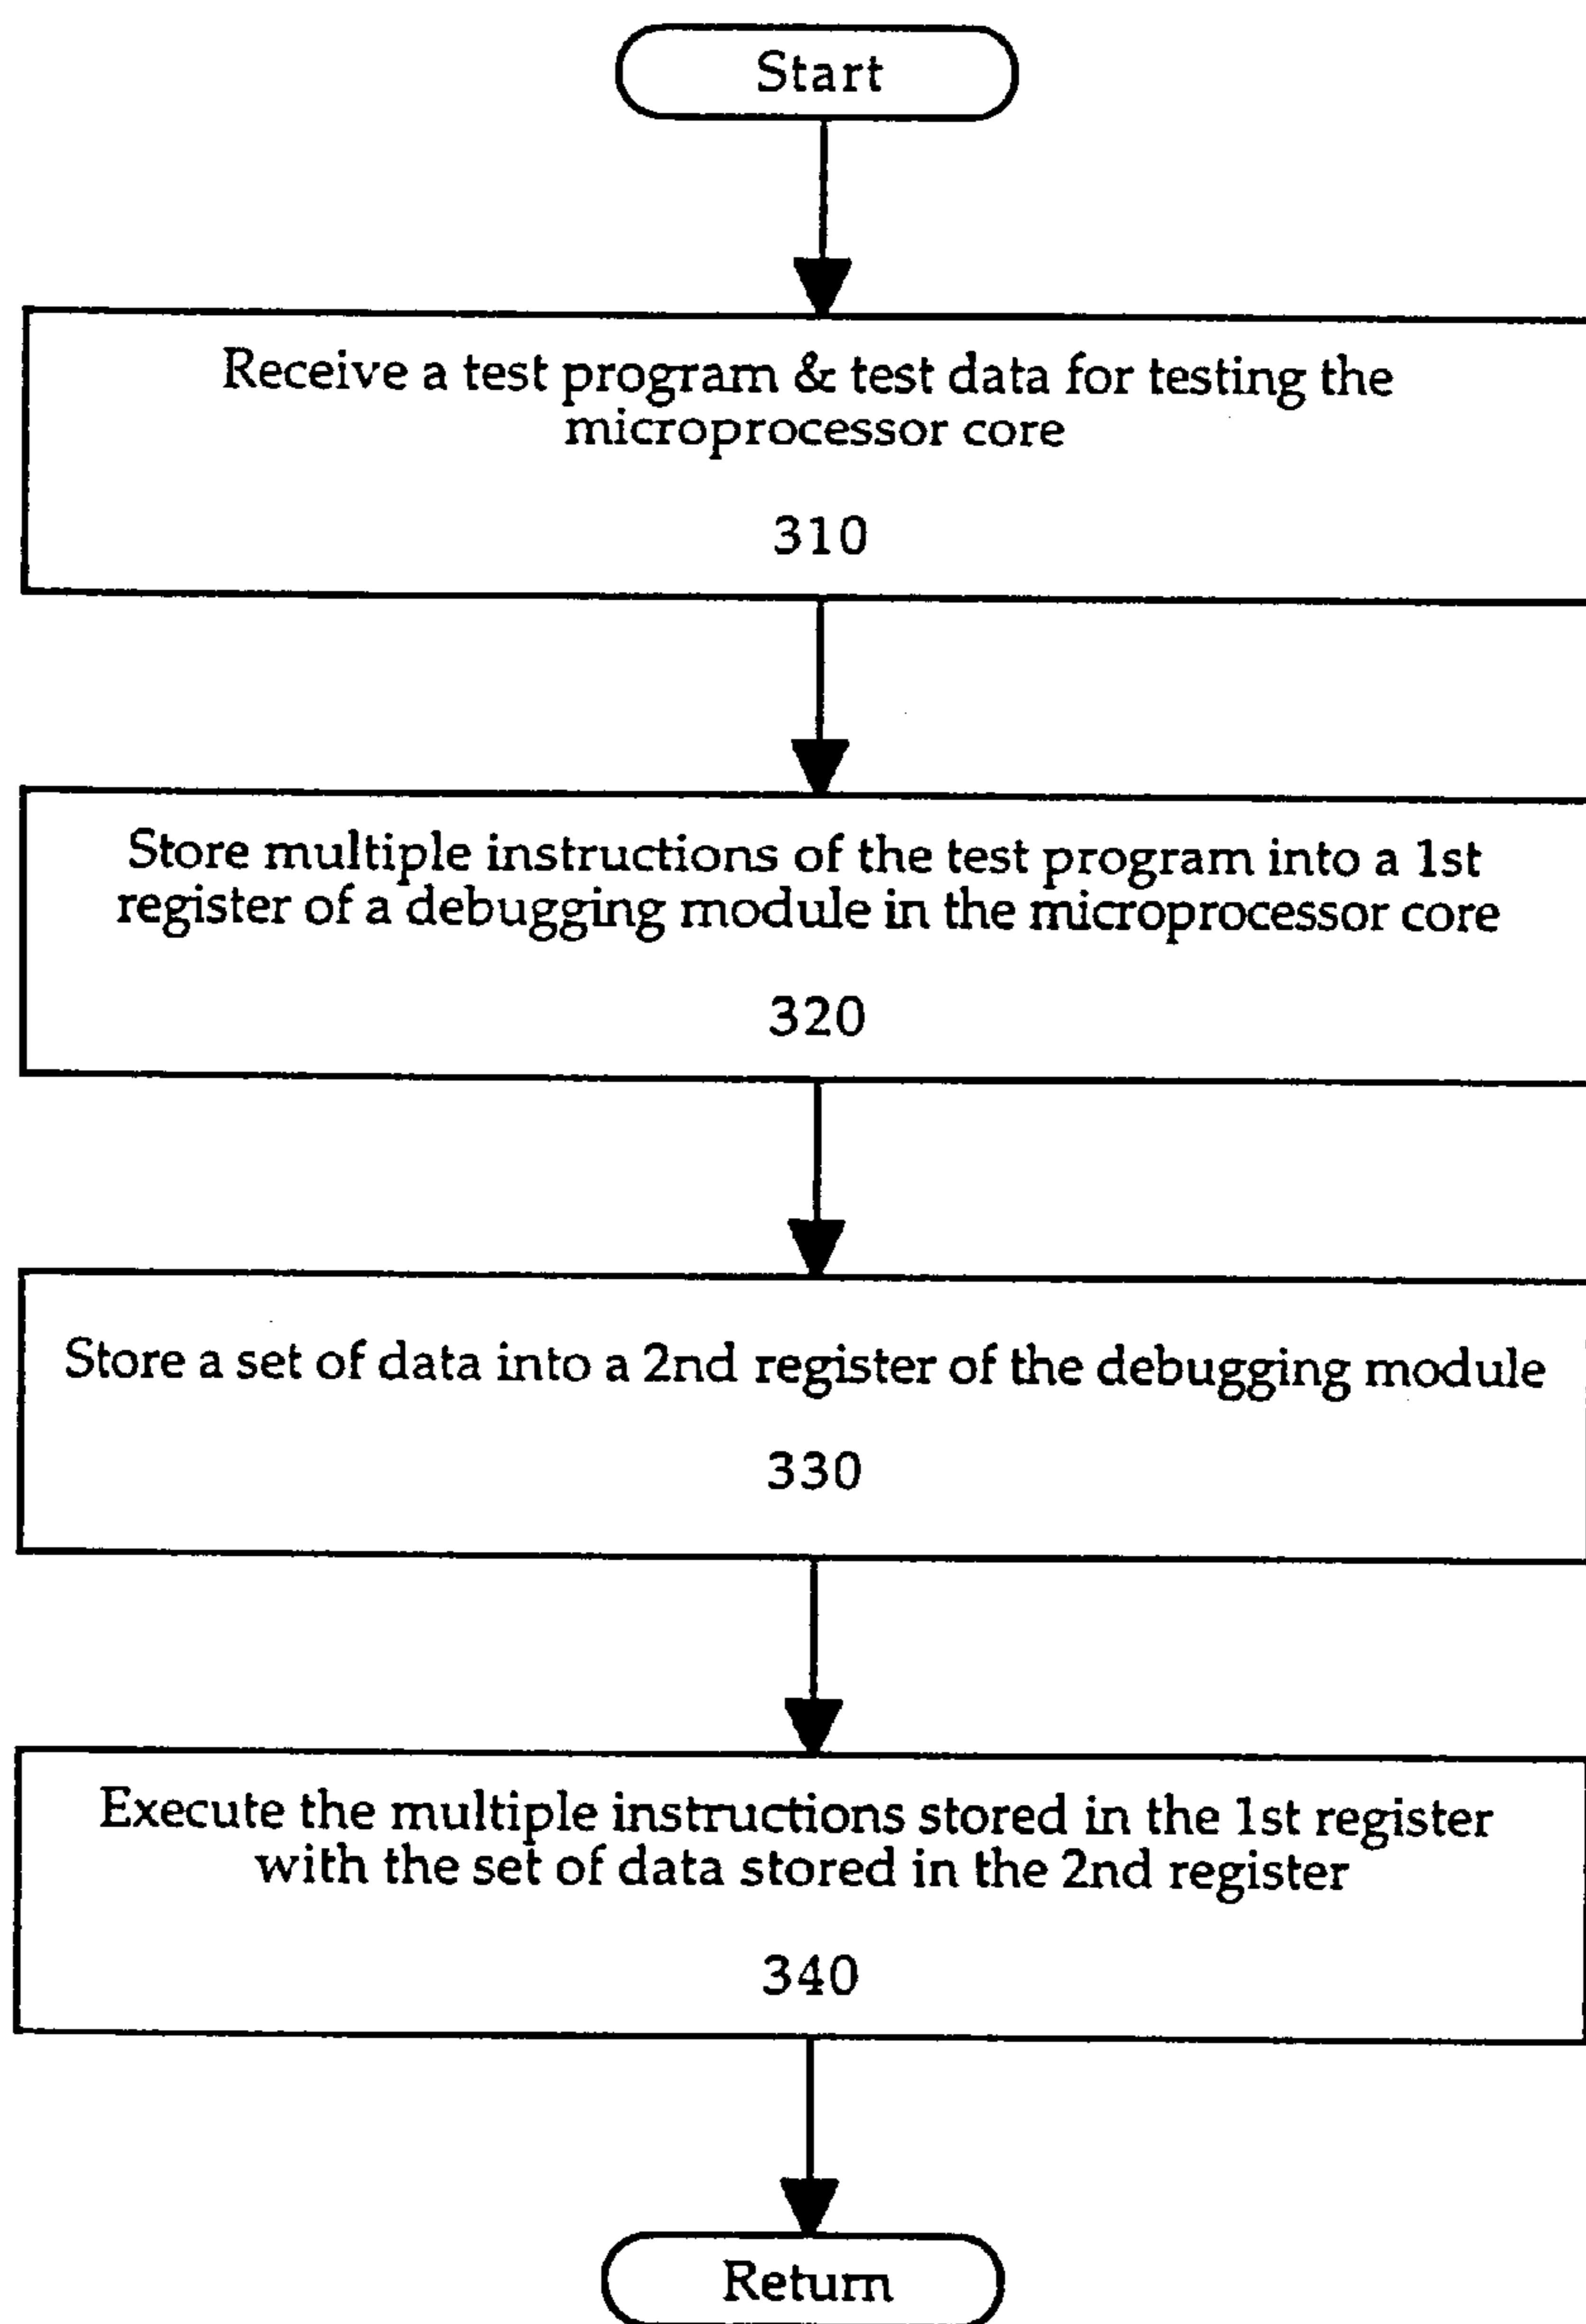 Start
Receive a test program & test data for testing the
microprocessor core
310
Store multiple instructions of the test program into a 1st
register of a debugging module in the microprocessor core
320
Store a set of data into a 2nd register of the debugging module
330
Execute the multiple instructions stored in the 1st register
with the set of data stored in the 2nd register
340
Return